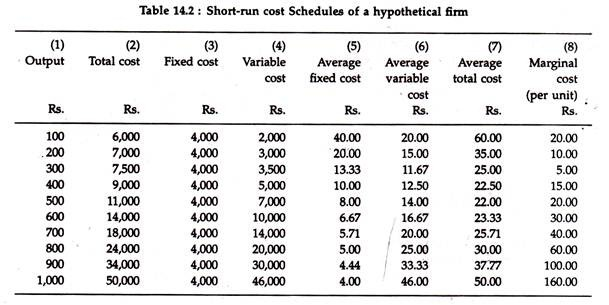 Table 14.2 : Short-run cost Schedules of a hypothetical firm
(1) (2) (3) (4) (5) (6) (7) (8)
Output Total cost Fixed cost Variable Average Average Average Marginal
cost fixed cost variable total cost cost
cost (per unit)
Rs. Rs. Rs. Rs. Rs. Rs. Rs. Rs.
100 6,000 4,000 2,000 40.00 20.00 60.00 20.00
200 7,000 4,000 3,000 20.00 15.00 35.00 10.00
300 7,500 4,000 3,500 13.33 11.67 25.00 5.00
400 9,000 4,000 5,000 10.00 12.50 22.50 15.00
500 11,000 4,000 7,000 8.00 14.00 22.00 20.00
600 14,000 4,000 10,000 6.67 16.67 23.33 30.00
700 18,000 4,000 14,000 5.71 20.00 25.71 40.00
800 24,000 4,000 20,000 5.00 25.00 30.00 60.00
900 34,000 4,000 30,000 4.44 33.33 37.77 100.00
1,000 50,000 4,000 46,000 4.00 46.00 50.00 160.00